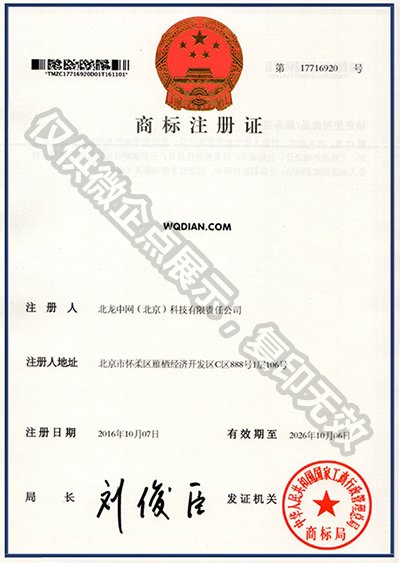 *TMZC17716920D01T161101*
第 17716920 号
商标注册证
WQDIAN.COM
注册人 北龙中网（北京）科技有限责任公司
注册人地址 北京市怀柔区雁栖经济开发区C区888号1层106号
注册日期 2016年10月07日 有效期至 2026年10月06日
局长 刘俊臣 发证机关
中华人民共和国国家工商行政管理总局
商标局
仅供微企点展示，复印无效